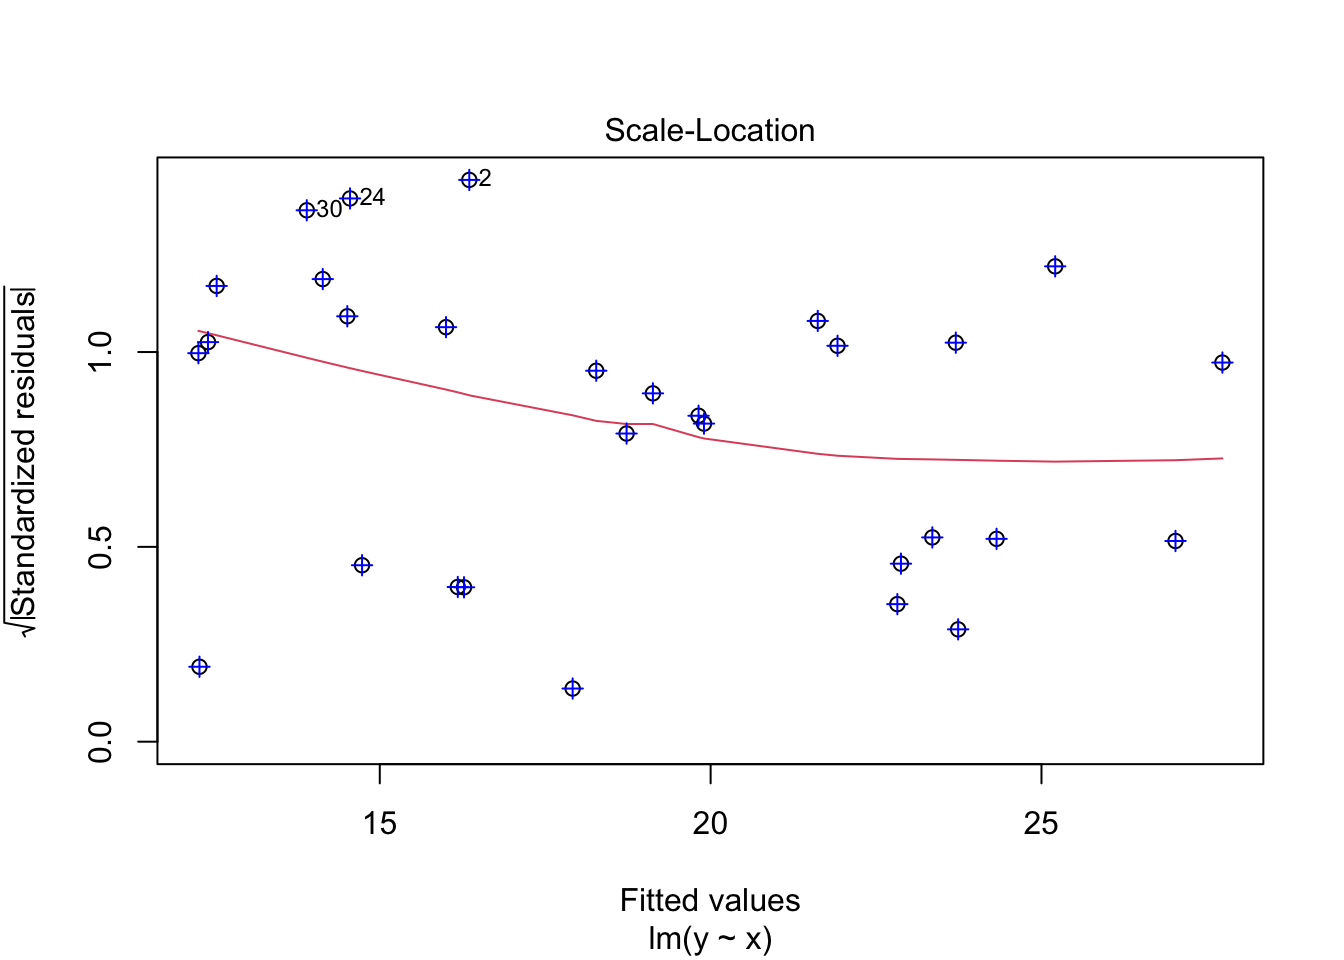 Scale-Location
2
24
30
√|Standardized residuals|
1.0
0.5
0.0
15 20 25
Fitted values
lm(y ~ x)